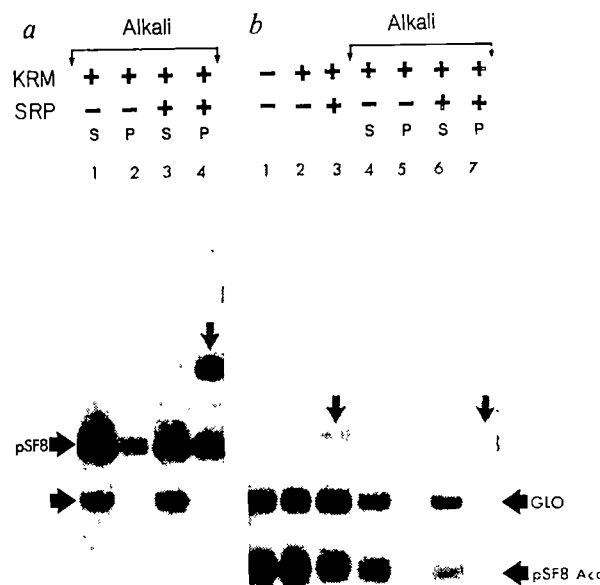 a Alkali b Alkali
KRM + + + + − + + + + + +
SRP − − + + − − + − − + +
S P S P S P S P
1 2 3 4 1 2 3 4 5 6 7
pSF8
GLO
pSF8 Acc